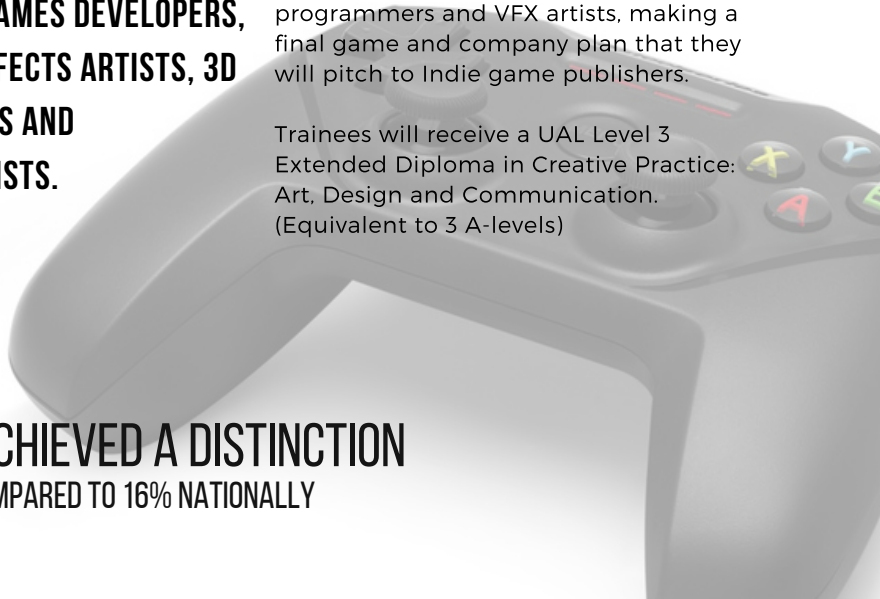 AMES DEVELOPERS,
FECTS ARTISTS, 3D
S AND
ISTS.
programmers and VFX artists, making a
final game and company plan that they
will pitch to Indie game publishers.
Trainees will receive a UAL Level 3
Extended Diploma in Creative Practice:
Art, Design and Communication.
(Equivalent to 3 A-levels)
X
Y
A
B
CHIEVED A DISTINCTION
MPARED TO 16% NATIONALLY